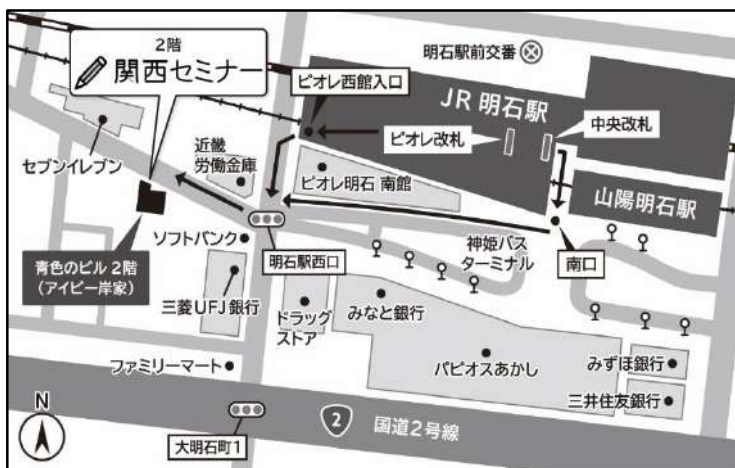 2階
関西セミナー
明石駅前交番
ピオレ西館入口
JR 明石駅
中央改札
ピオレ改札
セブンイレブン
近畿
労働金庫
ピオレ明石 南館
山陽明石駅
青色のビル 2階
(アイビー岸家)
ソフトバンク
明石駅西口
神姫バス
ターミナル
南口
三菱UFJ銀行
ドラッグ
ストア
みなと銀行
ファミリーマート
パピオスあかし
みずほ銀行
三井住友銀行
N
大明石町1
2
国道2号線